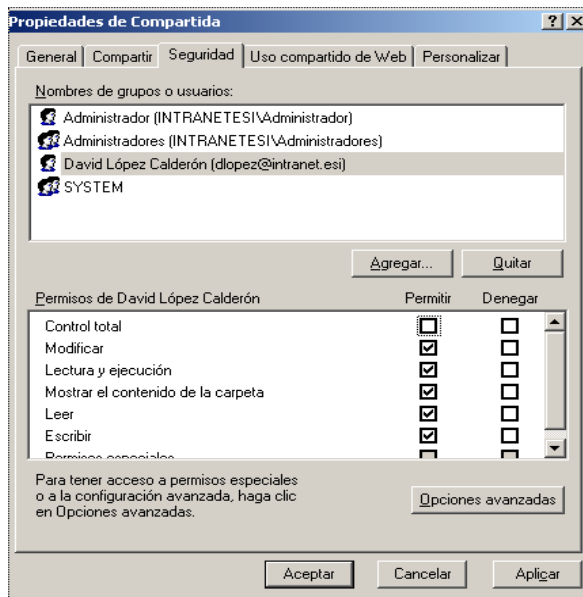 Propiedades de Compartida
General Compartir Seguridad Uso compartido de Web Personalizar
Nombres de grupos o usuarios:
Administrador (INTRANETESI\Administrador)
Administradores (INTRANETESI\Administradores)
David López Calderón (dlopez@intranet.esi)
SYSTEM
Agregar... Quitar
Permisos de David López Calderón Permitir Denegar
Control total
Modificar
Lectura y ejecución
Mostrar el contenido de la carpeta
Leer
Escribir
Permisos especiales
Para tener acceso a permisos especiales
o a la configuración avanzada, haga clic
en Opciones avanzadas.
Opciones avanzadas
Aceptar Cancelar Aplicar